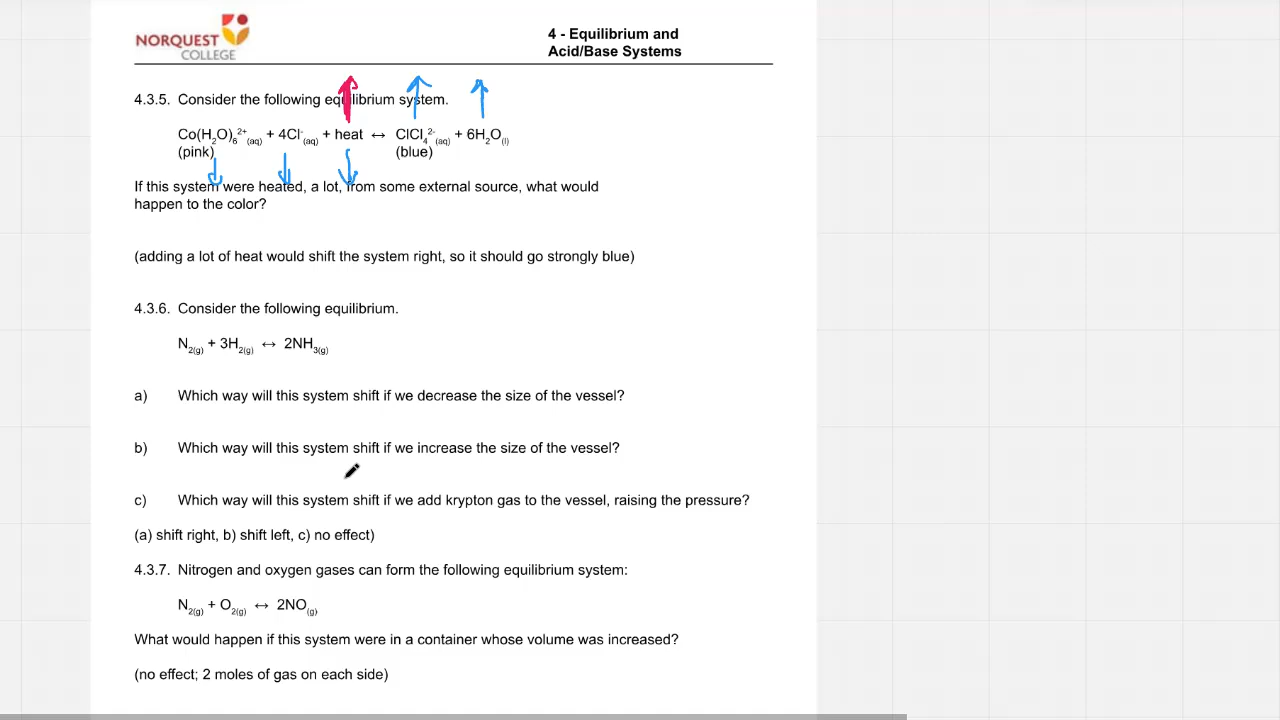 NORQUEST
COLLEGE
4 - Equilibrium and
Acid/Base Systems
4.3.5. Consider the following equilibrium system.
Co(H₂O)₆²⁺(aq) + 4Cl⁻(aq) + heat ↔ ClCl₄²⁻(aq) + 6H₂O(l)
(pink) (blue)
If this system were heated, a lot, from some external source, what would
happen to the color?
(adding a lot of heat would shift the system right, so it should go strongly blue)
4.3.6. Consider the following equilibrium.
N₂(g) + 3H₂(g) ↔ 2NH₃(g)
a) Which way will this system shift if we decrease the size of the vessel?
b) Which way will this system shift if we increase the size of the vessel?
c) Which way will this system shift if we add krypton gas to the vessel, raising the pressure?
(a) shift right, b) shift left, c) no effect)
4.3.7. Nitrogen and oxygen gases can form the following equilibrium system:
N₂(g) + O₂(g) ↔ 2NO(g)
What would happen if this system were in a container whose volume was increased?
(no effect; 2 moles of gas on each side)